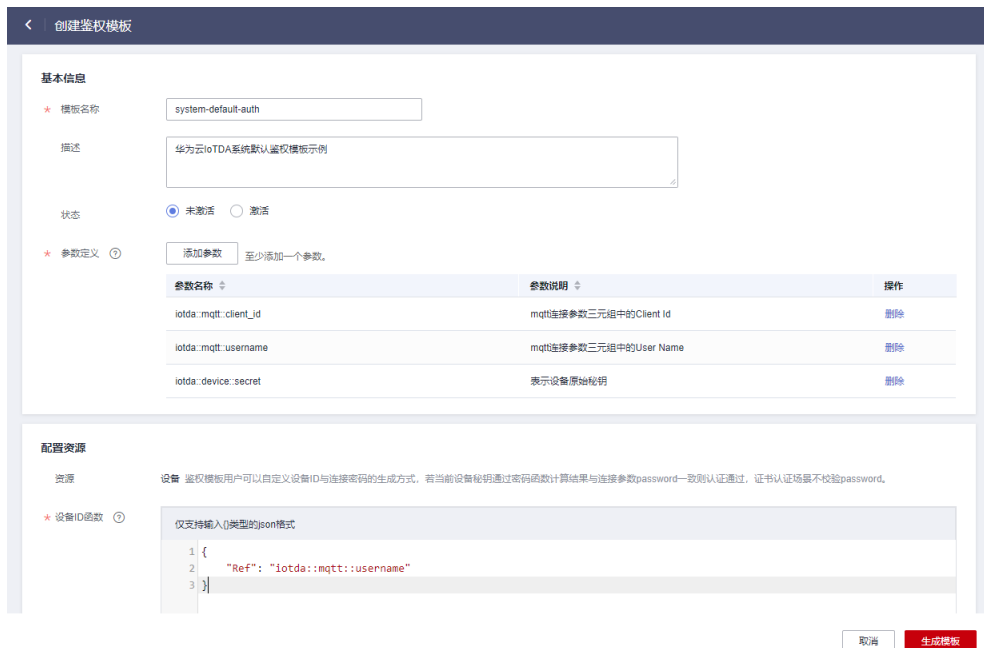 创建鉴权模板
基本信息
* 模板名称 system-default-auth
描述 华为云IoTDA系统默认鉴权模板示例
状态 未激活 激活
* 参数定义 ? 添加参数 至少添加一个参数。
参数名称 参数说明 操作
iotda::mqtt::client_id mqtt连接参数三元组中的Client Id 删除
iotda::mqtt::username mqtt连接参数三元组中的User Name 删除
iotda::device::secret 表示设备原始秘钥 删除
配置资源
资源 设备 鉴权模板用户可以自定义设备ID与连接密码的生成方式，若当前设备秘钥通过密码函数计算结果与连接参数password一致则认证通过，证书认证场景不校验password。
* 设备ID函数 ? 仅支持输入{}类型的json格式
1 {
2 "Ref": "iotda::mqtt::username"
3 }
取消 生成模板